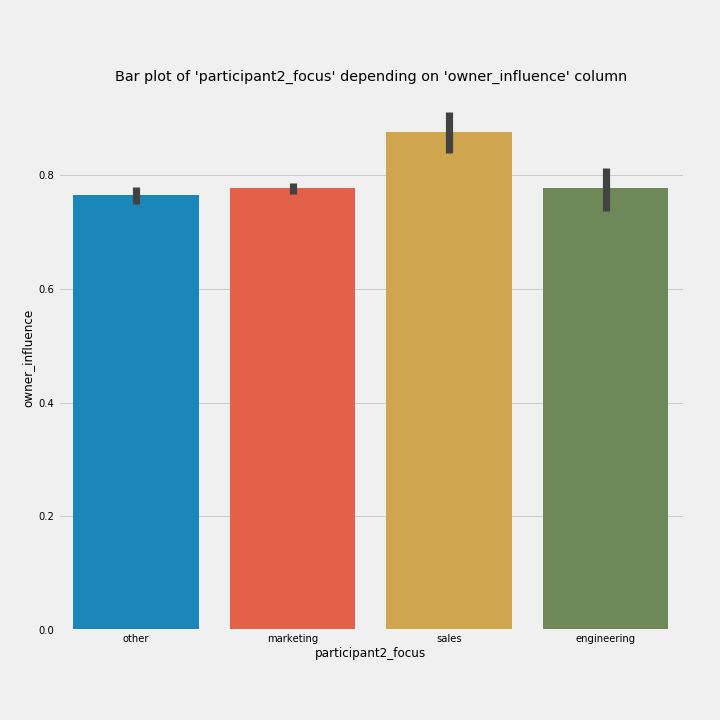 Bar plot of 'participant2_focus' depending on 'owner_influence' column
owner_influence
0.8
0.6
0.4
0.2
0.0
other marketing sales engineering
participant2_focus